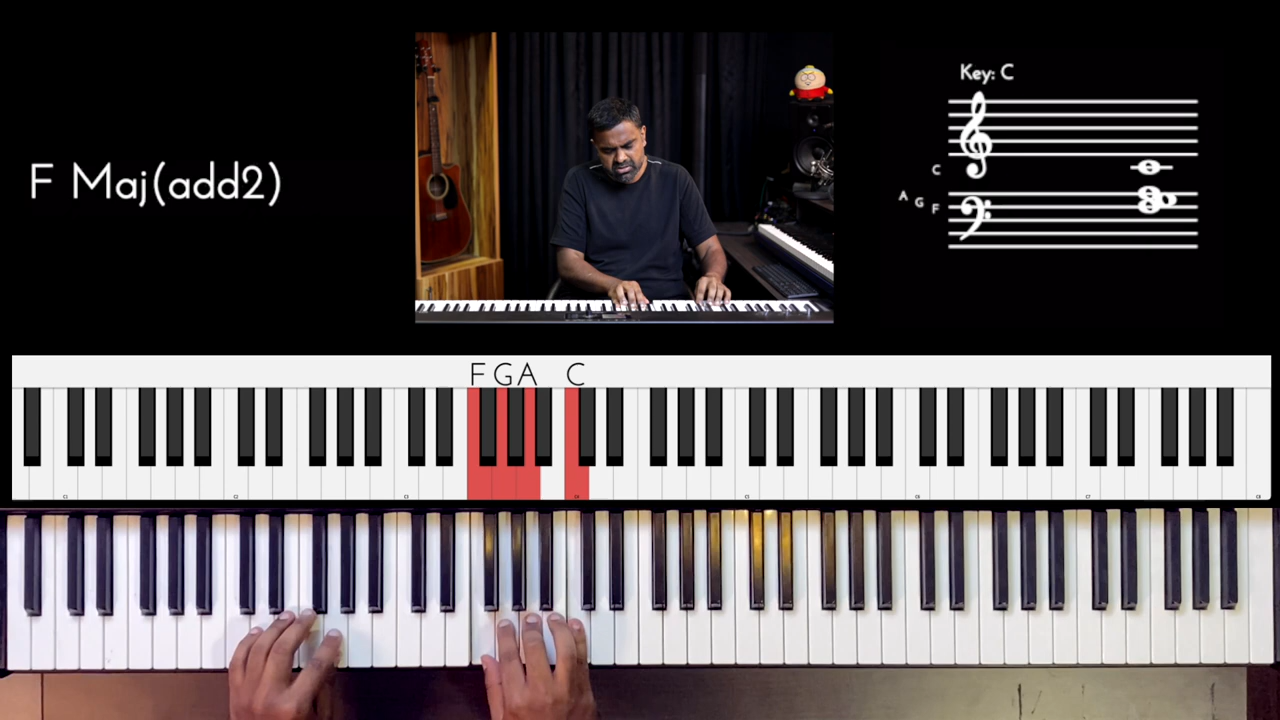 F Maj(add2)
Key: C
C
A G F
F G A C